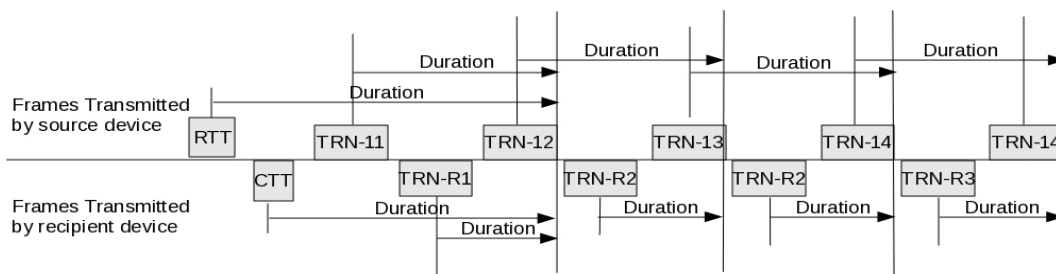 Duration
Duration
Duration
Duration
Duration
Frames Transmitted
by source device
RTT
TRN-11
TRN-12
TRN-13
TRN-14
TRN-14
CTT
TRN-R1
TRN-R2
TRN-R2
TRN-R3
Frames Transmitted
by recipient device
Duration
Duration
Duration
Duration
Duration